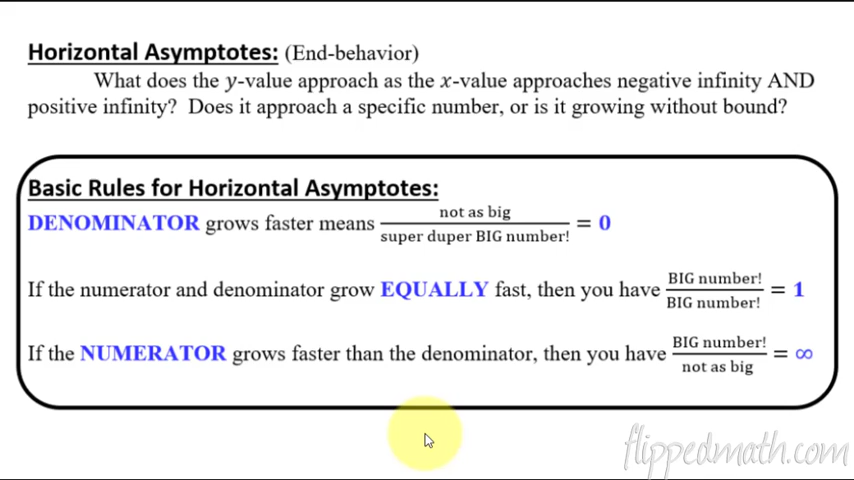 Horizontal Asymptotes: (End-behavior)
What does the y-value approach as the x-value approaches negative infinity AND
positive infinity? Does it approach a specific number, or is it growing without bound?
Basic Rules for Horizontal Asymptotes:
DENOMINATOR grows faster means not as big / super duper BIG number! = 0
If the numerator and denominator grow EQUALLY fast, then you have BIG number! / BIG number! = 1
If the NUMERATOR grows faster than the denominator, then you have BIG number! / not as big = ∞
flippedmath.com